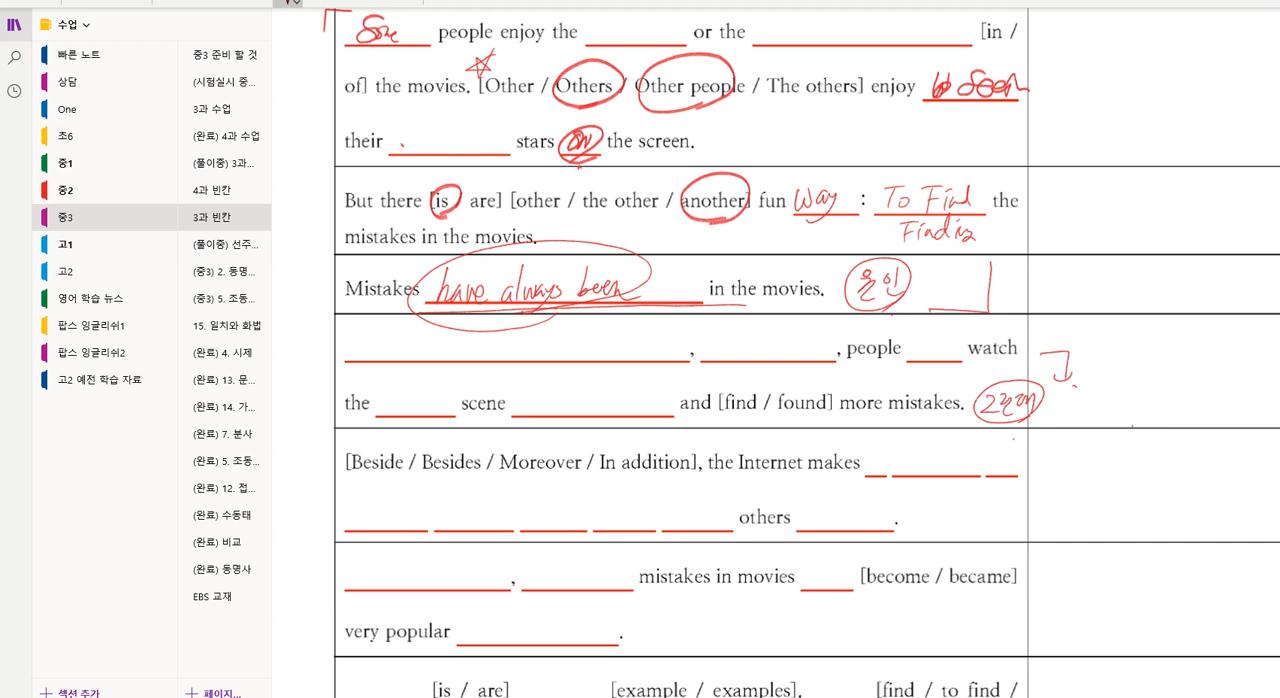 수업
빠른 노트
상담
One
초6
중1
중2
중3
고1
고2
영어 학습 뉴스
팝스 잉글리쉬1
팝스 잉글리쉬2
고2 예전 학습 자료
섹션 추가
중3 준비 할 것
(시험실시 중...
3과 수업
(완료) 4과 수업
(풀이중) 3과...
4과 빈칸
3과 빈칸
(풀이중) 선주...
(중3) 2. 동명...
(중3) 5. 조동...
15. 일치와 화법
(완료) 4. 시제
(완료) 13. 문...
(완료) 14. 가...
(완료) 7. 분사
(완료) 5. 조동...
(완료) 12. 접...
(완료) 수동태
(완료) 비교
(완료) 동명사
EBS 교재
페이지...
people enjoy the or the [in /
of] the movies. [Other / Others / Other people / The others] enjoy to seen
their stars on the screen.
But there [is / are] [other / the other / another] fun way : To Find the
Finding
mistakes in the movies.
Mistakes have always been in the movies. 올인
, , people watch
the scene and [find / found] more mistakes.
[Beside / Besides / Moreover / In addition], the Internet makes
others .
, mistakes in movies [become / became]
very popular .
[is / are] [example / examples]. [find / to find /